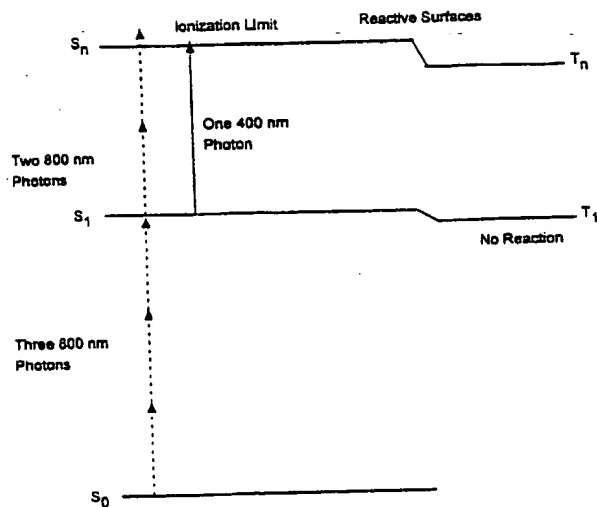 Ionization Limit
Reactive Surfaces
Sn
Tn
One 400 nm
Photon
Two 800 nm
Photons
S1
T1
No Reaction
Three 800 nm
Photons
S0